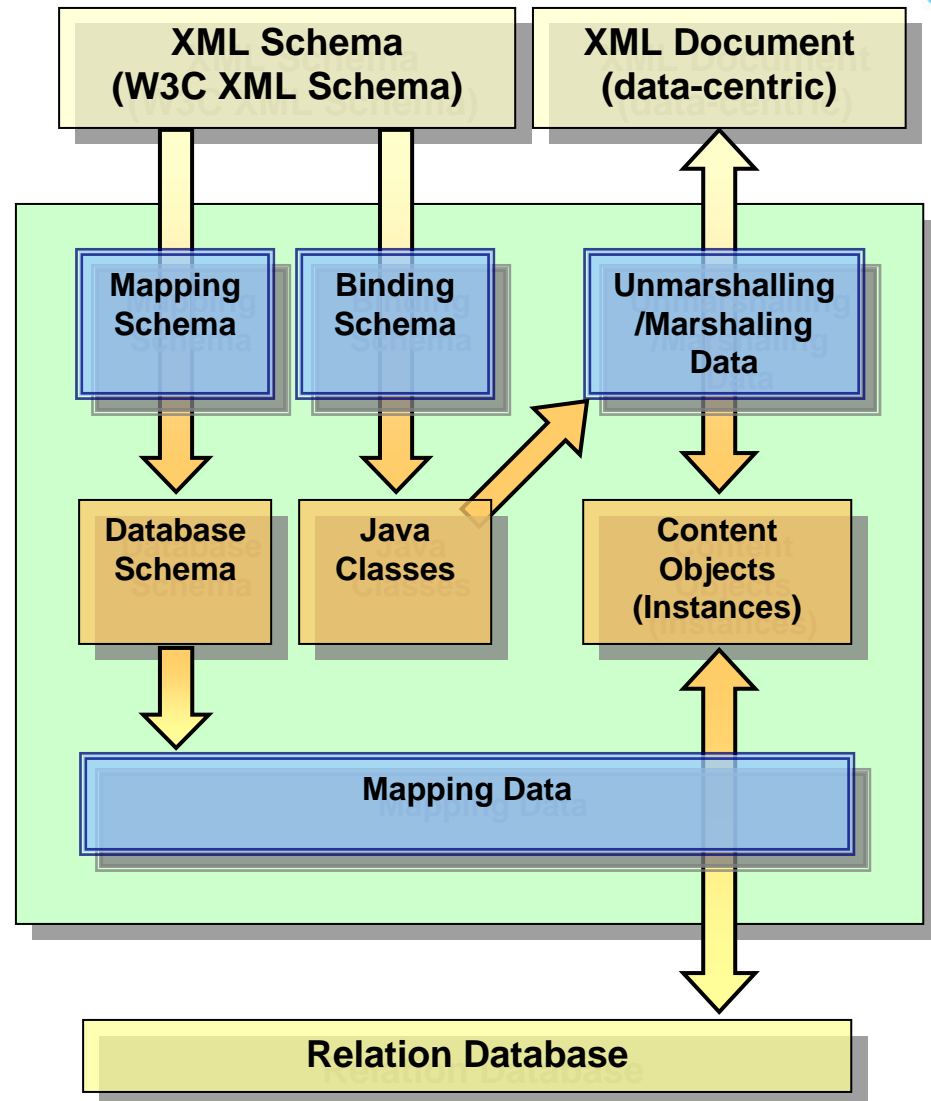 XML Schema
(W3C XML Schema)
XML Document
(data-centric)
Mapping
Schema
Binding
Schema
Unmarshalling
/Marshaling
Data
Database
Schema
Java
Classes
Content
Objects
(Instances)
Mapping Data
Relation Database